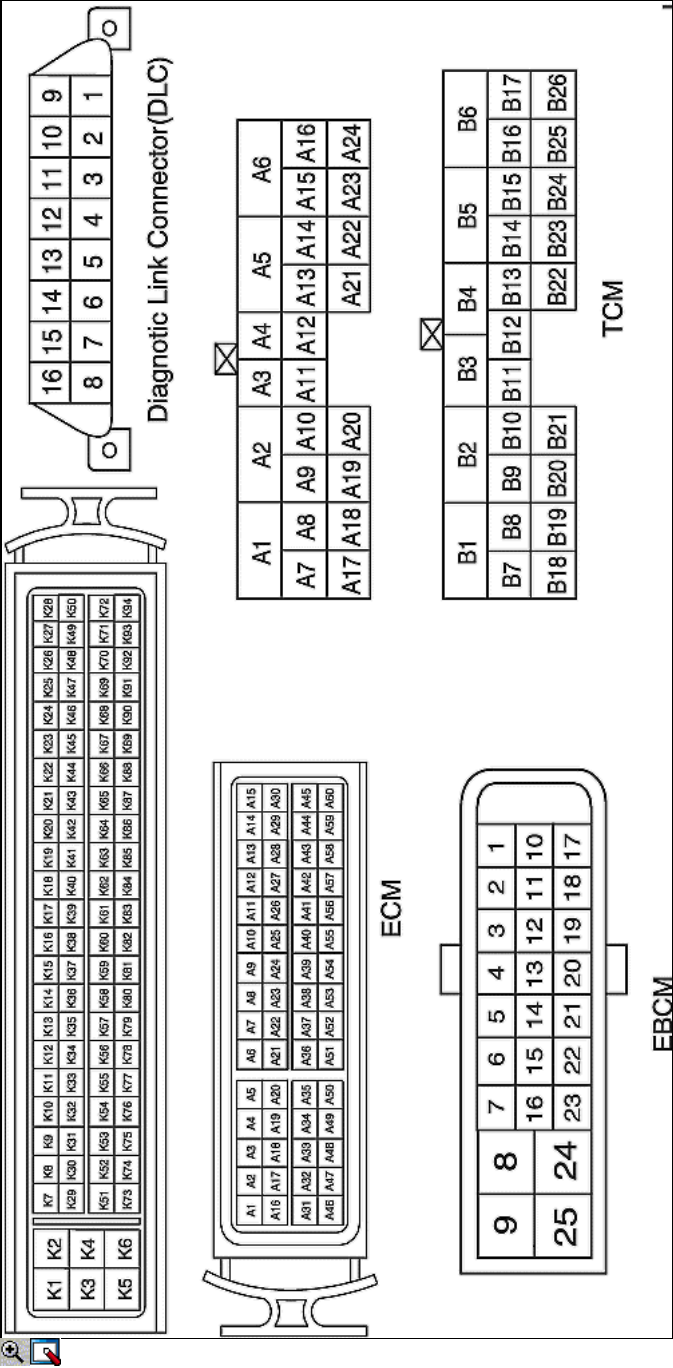 K1 K2 K7 K8 K9 K10 K11 K12 K13 K14 K15 K16 K17 K18 K19 K20 K21 K22 K23 K24 K25 K26 K27 K28
K3 K4 K29 K30 K31 K32 K33 K34 K35 K36 K37 K38 K39 K40 K41 K42 K43 K44 K45 K46 K47 K48 K49 K50
K51 K52 K53 K54 K55 K56 K57 K58 K59 K60 K61 K62 K63 K64 K65 K66 K67 K68 K69 K70 K71 K72
K5 K6 K73 K74 K75 K76 K77 K78 K79 K80 K81 K82 K83 K84 K85 K86 K87 K88 K89 K90 K91 K92 K93 K94
16 15 14 13 12 11 10 9
8 7 6 5 4 3 2 1
Diagnotic Link Connector(DLC)
A1 A2 A3 A4 A5 A6 A7 A8 A9 A10 A11 A12 A13 A14 A15
A16 A17 A18 A19 A20 A21 A22 A23 A24 A25 A26 A27 A28 A29 A30
A31 A32 A33 A34 A35 A36 A37 A38 A39 A40 A41 A42 A43 A44 A45
A46 A47 A48 A49 A50 A51 A52 A53 A54 A55 A56 A57 A58 A59 A60
ECM
A1 A2 A3 A4 A5 A6
A7 A8 A9 A10 A11 A12 A13 A14 A15 A16
A17 A18 A19 A20 A21 A22 A23 A24
9 8 7 6 5 4 3 2 1
16 15 14 13 12 11 10
25 24 23 22 21 20 19 18 17
EBCM
B1 B2 B3 B4 B5 B6
B7 B8 B9 B10 B11 B12 B13 B14 B15 B16 B17
B18 B19 B20 B21 B22 B23 B24 B25 B26
TCM